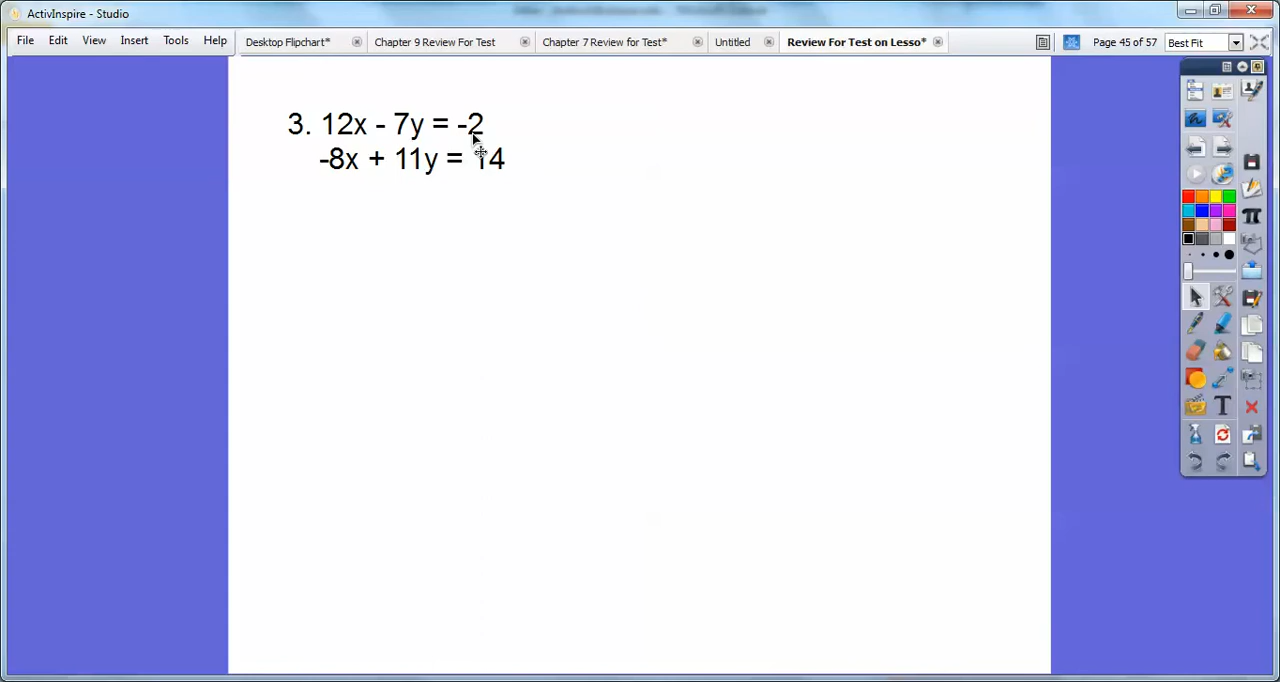 ActivInspire - Studio
File Edit View Insert Tools Help
Desktop Flipchart* Chapter 9 Review For Test Chapter 7 Review for Test* Untitled Review For Test on Lesso* Page 45 of 57 Best Fit
3. 12x - 7y = -2
-8x + 11y = 14